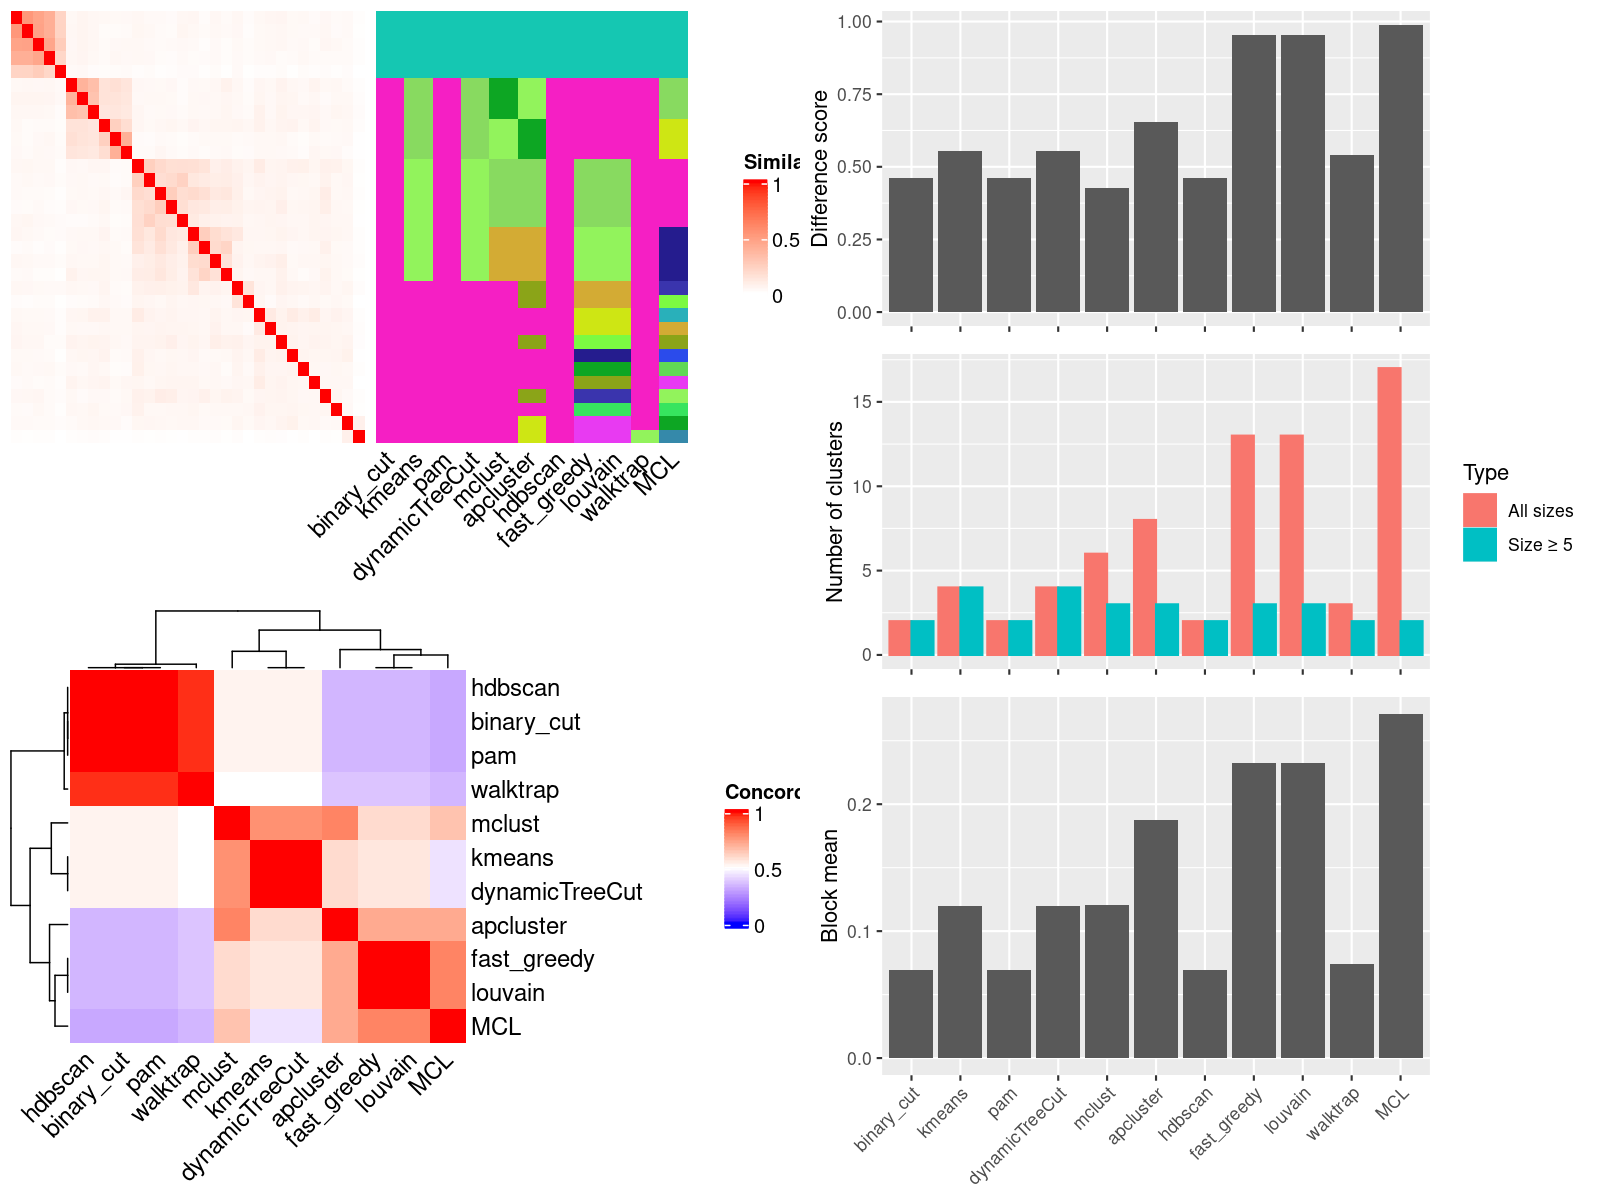 Simila
1
0.5
0
binary_cut
kmeans
pam
dynamicTreeCut
mclust
apcluster
hdbscan
fast_greedy
louvain
walktrap
MCL
Difference score
1.00
0.75
0.50
0.25
0.00
Number of clusters
15
10
5
0
Type
All sizes
Size ≥ 5
hdbscan
binary_cut
pam
walktrap
mclust
kmeans
dynamicTreeCut
apcluster
fast_greedy
louvain
MCL
hdbscan
binary_cut
pam
walktrap
mclust
kmeans
dynamicTreeCut
apcluster
fast_greedy
louvain
MCL
Concord
1
0.5
0
Block mean
0.2
0.1
0.0
binary_cut
kmeans
pam
dynamicTreeCut
mclust
apcluster
hdbscan
fast_greedy
louvain
walktrap
MCL